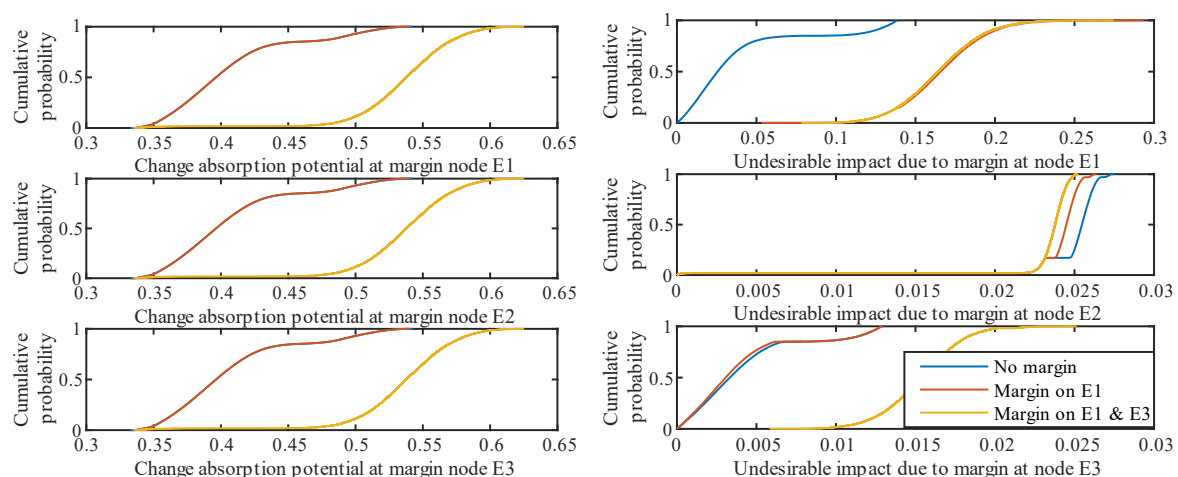 1
0.5
0
Cumulative
probability
0.3 0.35 0.4 0.45 0.5 0.55 0.6 0.65
Change absorption potential at margin node E1
1
0.5
0
Cumulative
probability
0.3 0.35 0.4 0.45 0.5 0.55 0.6 0.65
Change absorption potential at margin node E2
1
0.5
0
Cumulative
probability
0.3 0.35 0.4 0.45 0.5 0.55 0.6 0.65
Change absorption potential at margin node E3
1
0.5
0
Cumulative
probability
0 0.05 0.1 0.15 0.2 0.25 0.3
Undesirable impact due to margin at node E1
1
0.5
0
Cumulative
probability
0 0.005 0.01 0.015 0.02 0.025 0.03
Undesirable impact due to margin at node E2
1
0.5
0
Cumulative
probability
No margin
Margin on E1
Margin on E1 & E3
0 0.005 0.01 0.015 0.02 0.025 0.03
Undesirable impact due to margin at node E3